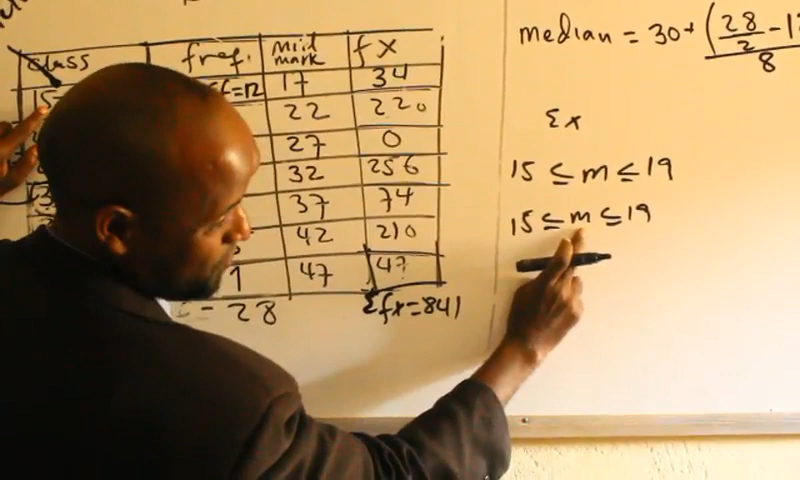 class freq. mid mark fx
15 cf=12 17 34
22 220
27 0
32 256
37 74
42 210
1 47 47
= 28 Σfx=841
median = 30+ (28/2 - 1
8
Σx
15 ≤ m ≤ 19
15 ≤ m ≤ 19